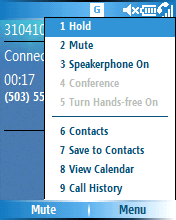 G
310410
Connec
00:17
(503) 55
1 Hold
2 Mute
3 Speakerphone On
4 Conference
5 Turn Hands-free On
6 Contacts
7 Save to Contacts
8 View Calendar
9 Call History
Mute
Menu